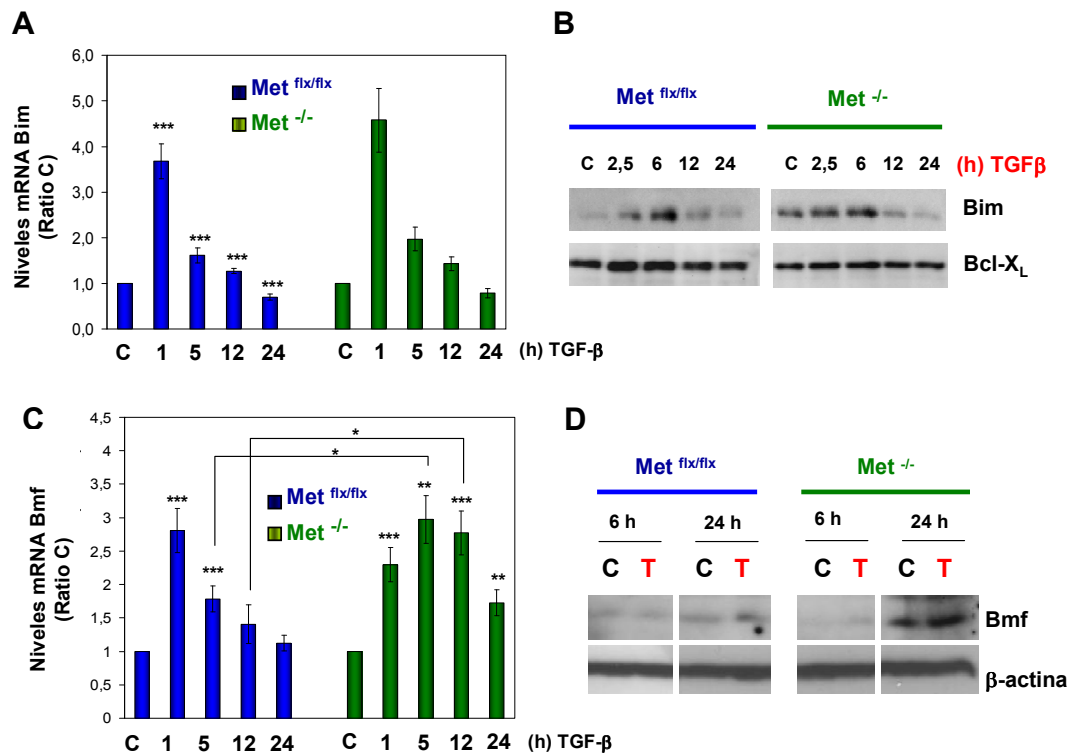 A
Niveles mRNA Bim
(Ratio C)
6,0
5,0
4,0
3,0
2,0
1,0
0,0
Met flx/flx
Met -/-
***
***
***
***
C 1 5 12 24 C 1 5 12 24 (h) TGF-β
B
Met flx/flx Met -/-
C 2,5 6 12 24 C 2,5 6 12 24 (h) TGFβ
Bim
Bcl-XL
C
Niveles mRNA Bmf
(Ratio C)
4,5
4
3,5
3
2,5
2
1,5
1
0,5
0
Met flx/flx
Met -/-
*
*
***
***
***
**
***
**
C 1 5 12 24 C 1 5 12 24 (h) TGF-β
D
Met flx/flx Met -/-
6 h 24 h 6 h 24 h
C T C T C T C T
Bmf
β-actina